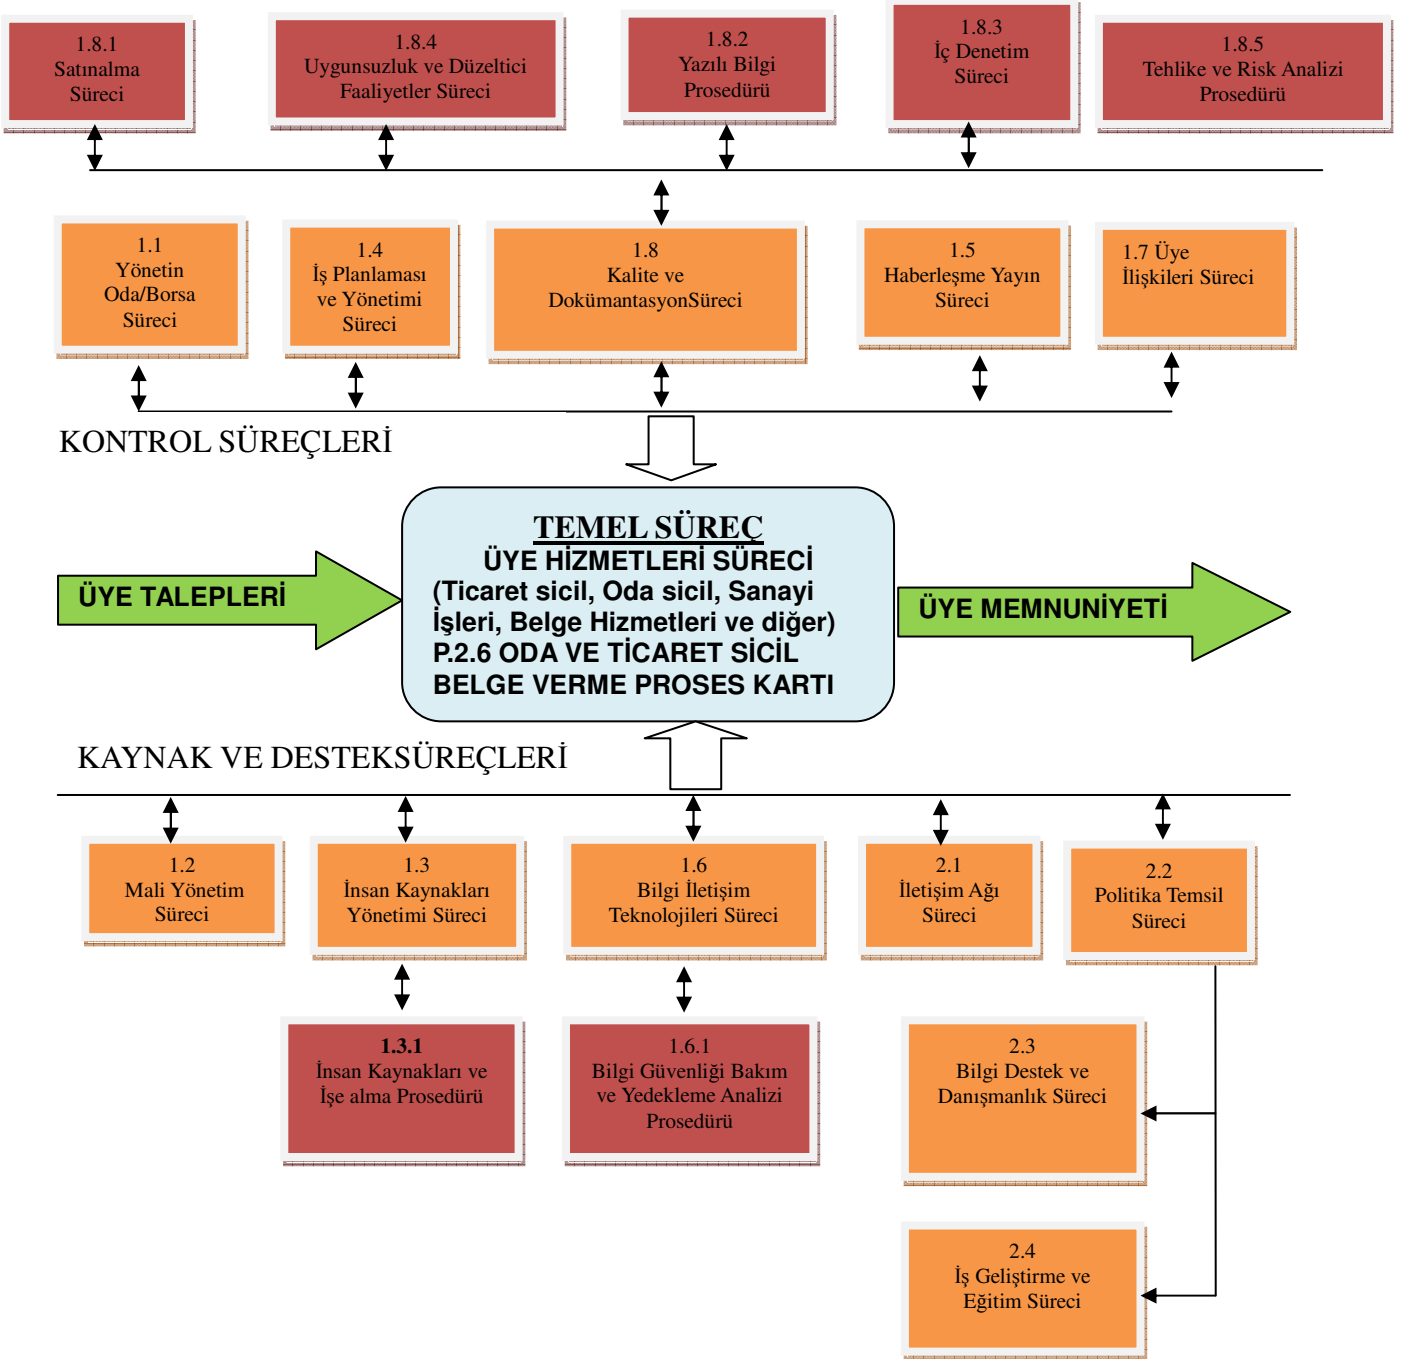 1.8.1
Satınalma
Süreci
1.8.4
Uygunsuzluk ve Düzeltici
Faaliyetler Süreci
1.8.2
Yazılı Bilgi
Prosedürü
1.8.3
İç Denetim
Süreci
1.8.5
Tehlike ve Risk Analizi
Prosedürü
1.1
Yönetin
Oda/Borsa
Süreci
1.4
İş Planlaması
ve Yönetimi
Süreci
1.8
Kalite ve
DokümantasyonSüreci
1.5
Haberleşme Yayın
Süreci
1.7 Üye
İlişkileri Süreci
KONTROL SÜREÇLERİ
TEMEL SÜREÇ
ÜYE HİZMETLERİ SÜRECİ
(Ticaret sicil, Oda sicil, Sanayi
İşleri, Belge Hizmetleri ve diğer)
P.2.6 ODA VE TİCARET SİCİL
BELGE VERME PROSES KARTI
ÜYE TALEPLERİ
ÜYE MEMNUNİYETİ
KAYNAK VE DESTEKSÜREÇLERİ
1.2
Mali Yönetim
Süreci
1.3
İnsan Kaynakları
Yönetimi Süreci
1.6
Bilgi İletişim
Teknolojileri Süreci
2.1
İletişim Ağı
Süreci
2.2
Politika Temsil
Süreci
1.3.1
İnsan Kaynakları ve
İşe alma Prosedürü
1.6.1
Bilgi Güvenliği Bakım
ve Yedekleme Analizi
Prosedürü
2.3
Bilgi Destek ve
Danışmanlık Süreci
2.4
İş Geliştirme ve
Eğitim Süreci